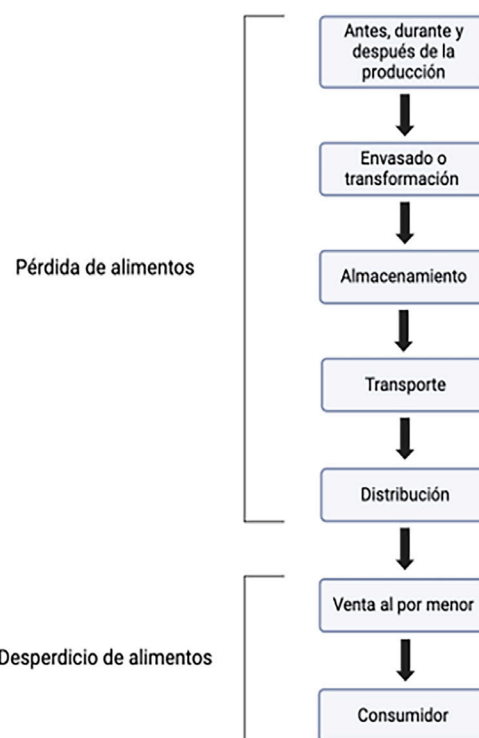 Antes, durante y
después de la
producción
Envasado o
transformación
Pérdida de alimentos
Almacenamiento
Transporte
Distribución
Venta al por menor
Desperdicio de alimentos
Consumidor